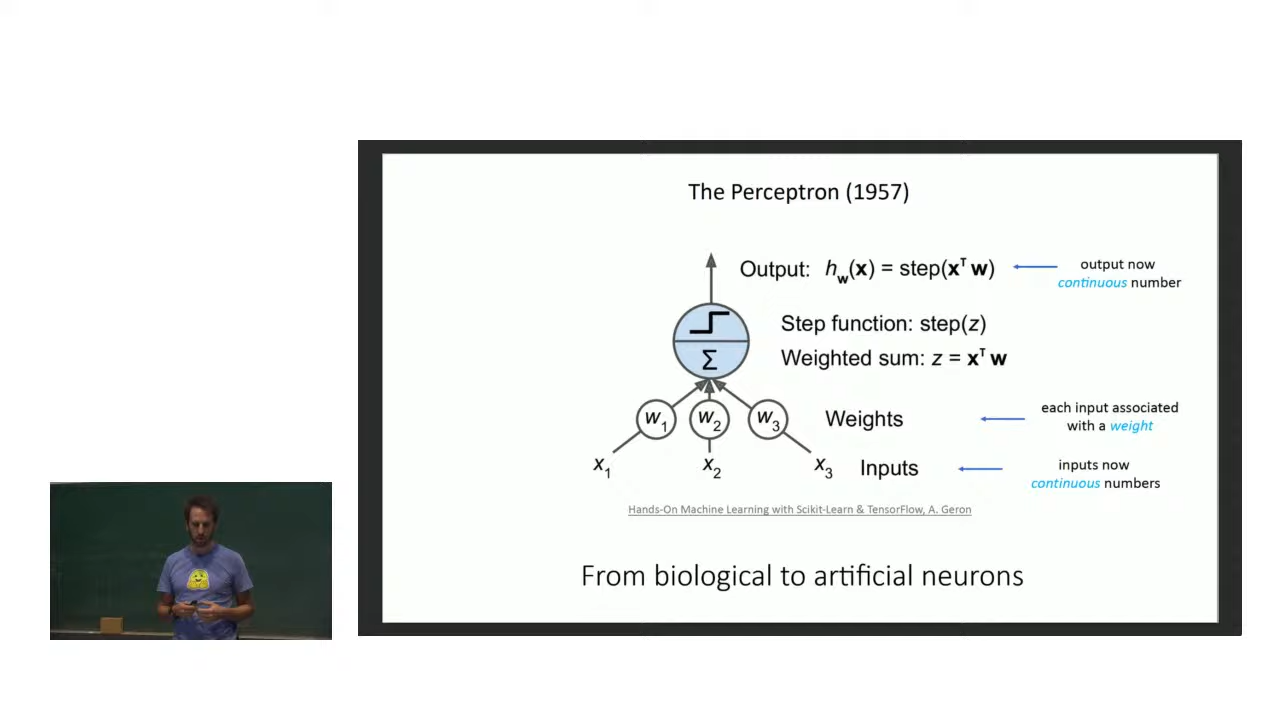 The Perceptron (1957)
Output: h_w(x) = step(xᵀ w)
output now
continuous number
Step function: step(z)
Σ
Weighted sum: z = xᵀ w
w₁ w₂ w₃ Weights
each input associated
with a weight
x₁ x₂ x₃ Inputs
inputs now
continuous numbers
Hands-On Machine Learning with Scikit-Learn & TensorFlow, A. Geron
From biological to artificial neurons